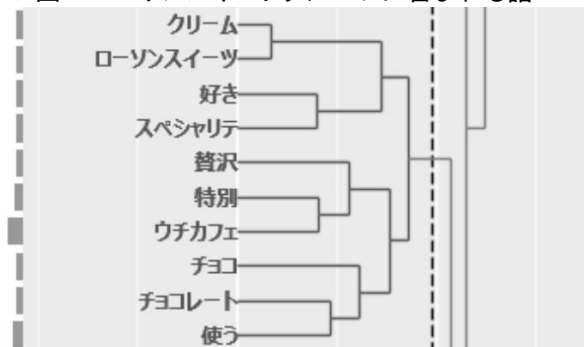 クリーム
ローソンスイーツ
好き
スペシャリテ
贅沢
特別
ウチカフェ
チョコ
チョコレート
使う